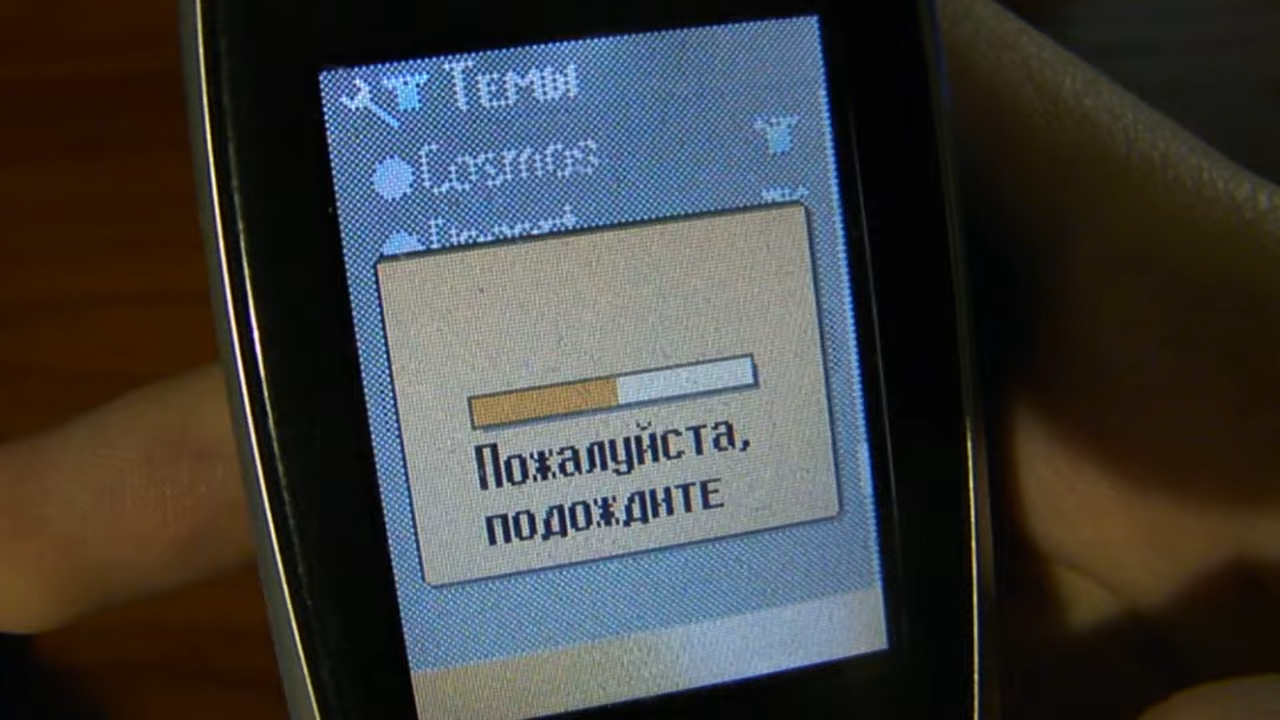 Темы
Cosmos
Пожалуйста,
подождите